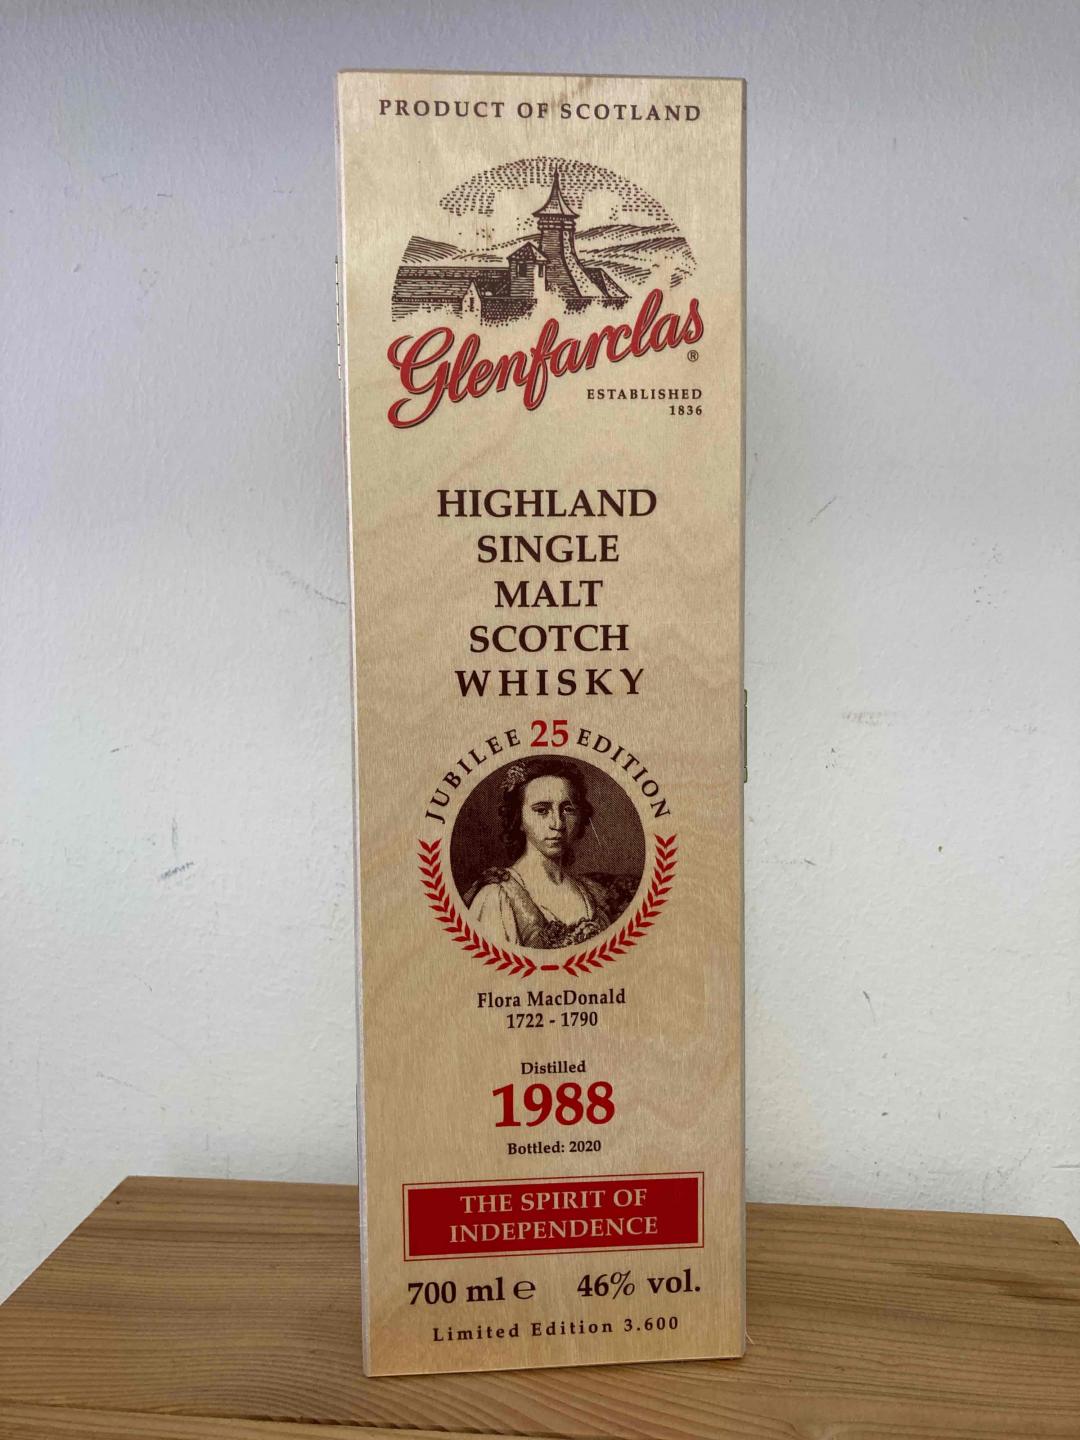 PRODUCT OF SCOTLAND
Glenfarclas
®
ESTABLISHED
1836
HIGHLAND
SINGLE
MALT
SCOTCH
WHISKY
JUBILEE 25 EDITION
Flora MacDonald
1722 - 1790
Distilled
1988
Bottled: 2020
THE SPIRIT OF
INDEPENDENCE
700 ml ℮ 46% vol.
Limited Edition 3.600